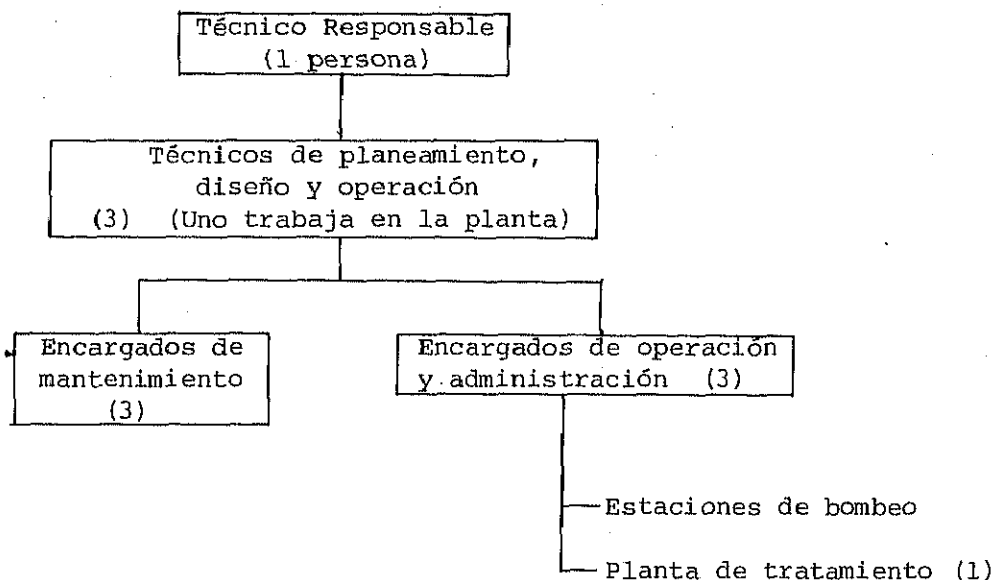 Técnico Responsable
(1 persona)
Técnicos de planeamiento,
diseño y operación
(3) (Uno trabaja en la planta)
Encargados de
mantenimiento
(3)
Encargados de operación
y administración (3)
Estaciones de bombeo
Planta de tratamiento (1)